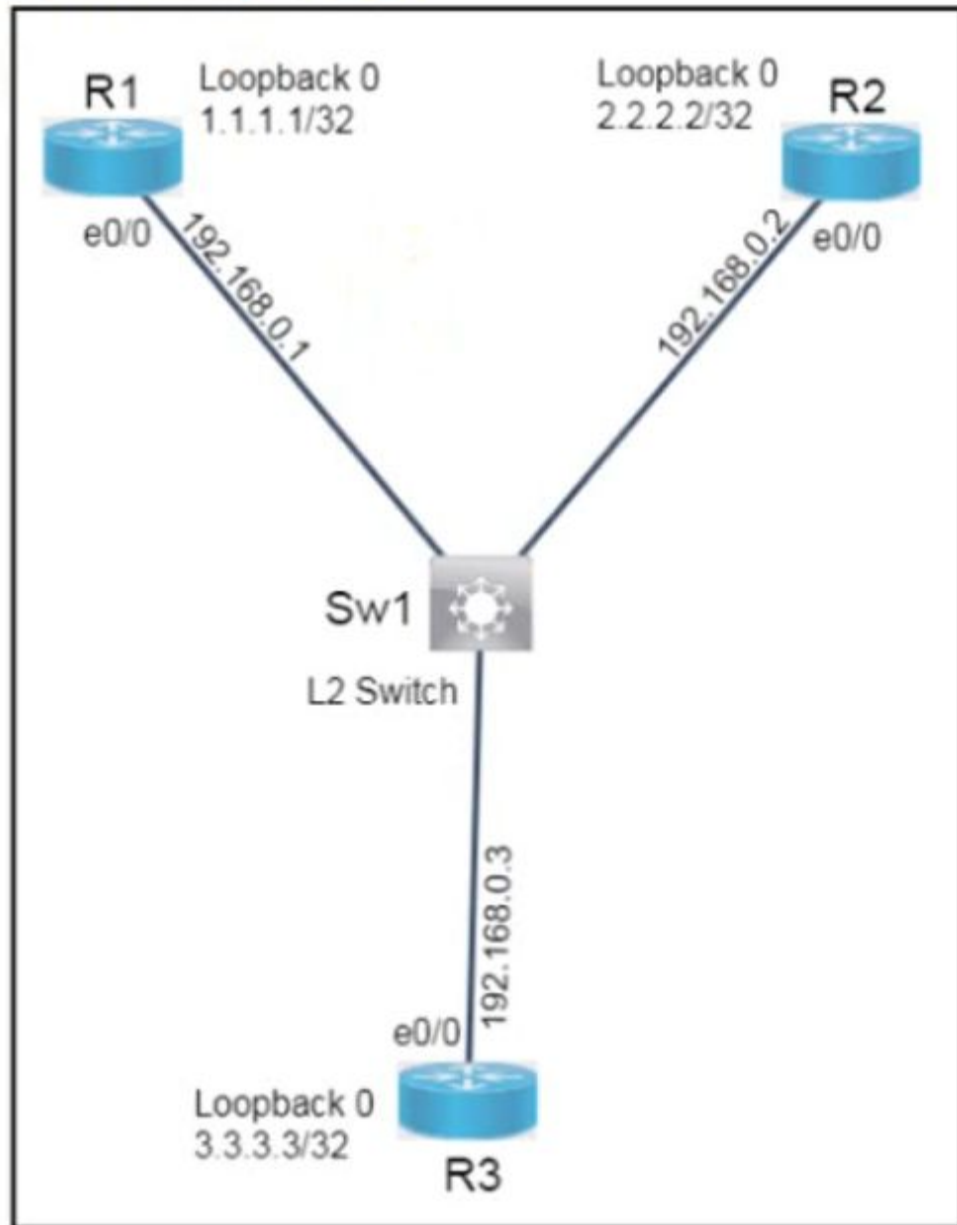 R1
Loopback 0
1.1.1.1/32
e0/0
192.168.0.1
Loopback 0
2.2.2.2/32
R2
192.168.0.2
e0/0
Sw1
L2 Switch
192.168.0.3
e0/0
Loopback 0
3.3.3.3/32
R3